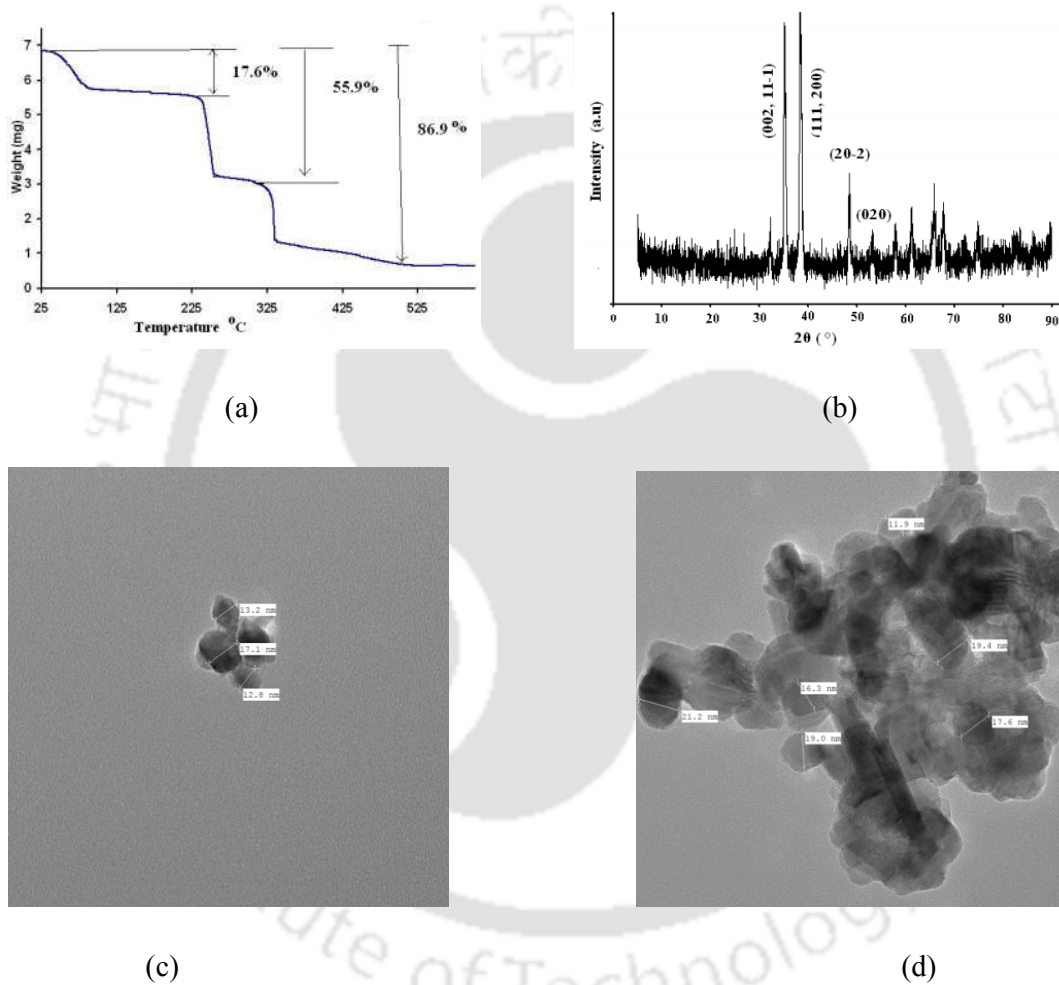 7
6
5
4
3
2
1
0
Weight (mg)
17.6%
55.9%
86.9%
25 125 225 325 425 525
Temperature °C
(a)
Intensity (a.u)
(002, 11-1)
(111, 200)
(20-2)
(020)
0 10 20 30 40 50 60 70 80 90
2θ (°)
(b)
13.2 nm
17.1 nm
12.8 nm
(c)
11.9 nm
19.4 nm
16.3 nm
21.2 nm
17.6 nm
19.0 nm
(d)
of Technology